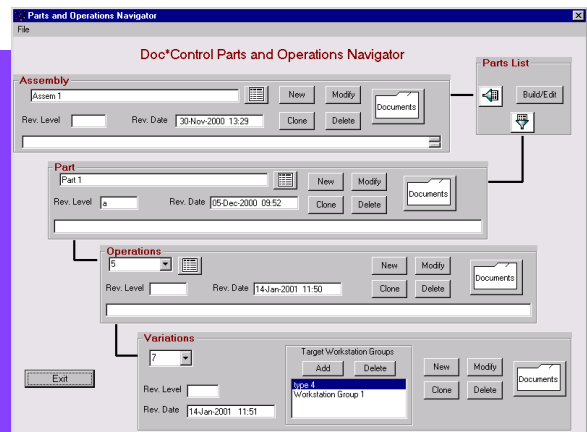 Parts and Operations Navigator
File
Doc*Control Parts and Operations Navigator
Parts List
Build/Edit
Assembly
Assem 1
New Modify
Documents
Rev. Level Rev. Date 30-Nov-2000 13:29 Clone Delete
Part
Part 1
New Modify
Documents
Rev. Level a Rev. Date 05-Dec-2000 09:52 Clone Delete
Operations
5
New Modify
Documents
Rev. Level Rev. Date 14-Jan-2001 11:50 Clone Delete
Variations
7
Target Workstation Groups
Add Delete
type 4
Workstation Group 1
New Modify
Documents
Clone Delete
Rev. Level
Rev. Date 14-Jan-2001 11:51
Exit